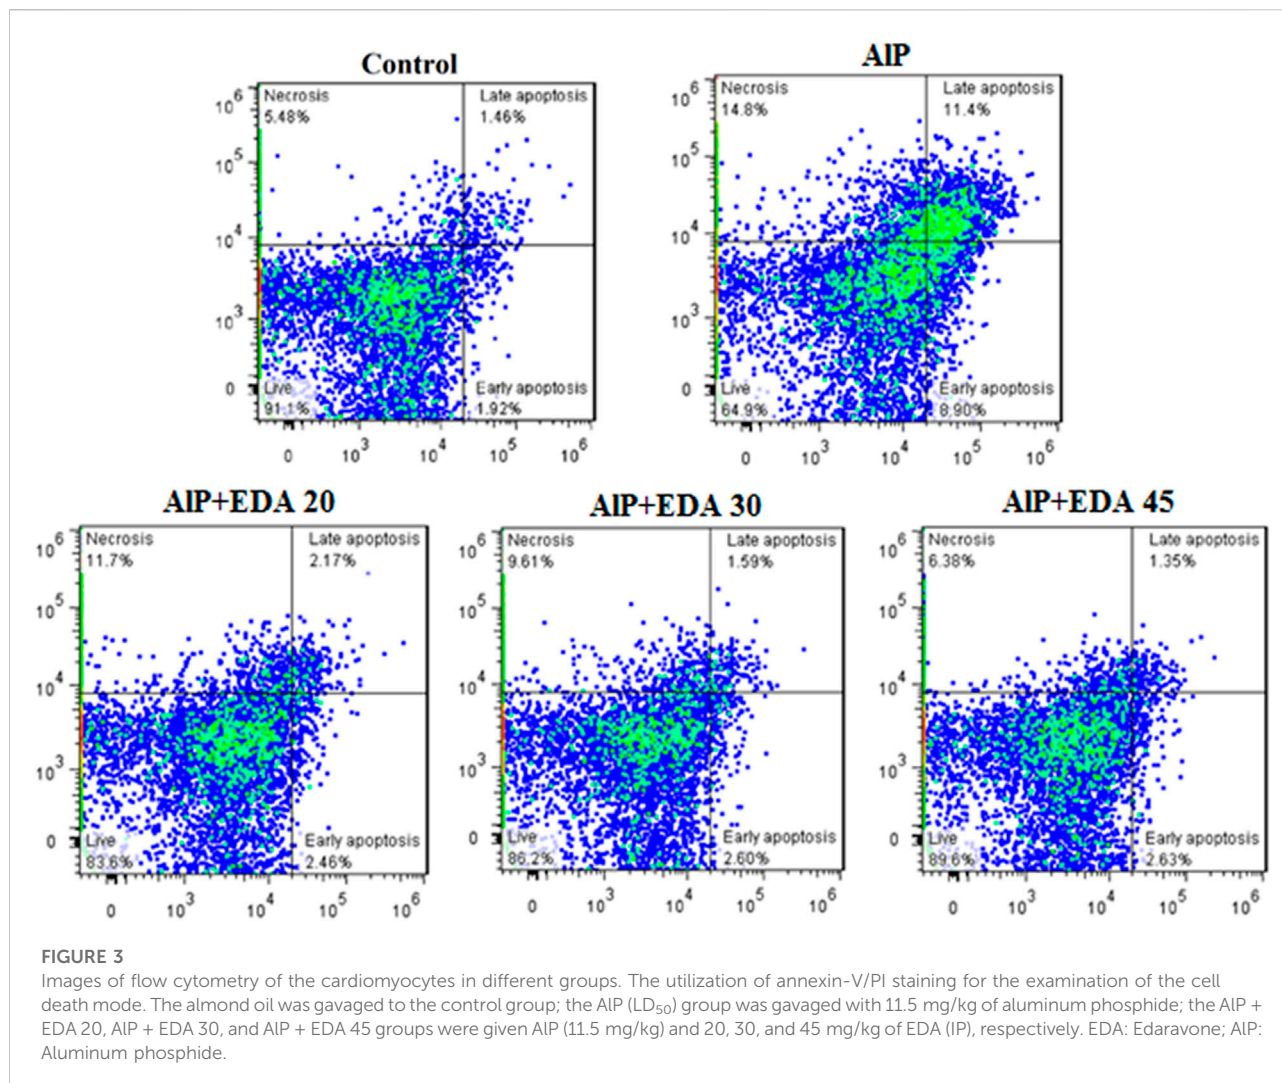 Control
Necrosis
5.48%
Late apoptosis
1.46%
Live
91.1%
Early apoptosis
1.92%
10^6
10^5
10^4
10^3
0
0
10^3
10^4
10^5
10^6
AlP
Necrosis
14.8%
Late apoptosis
11.4%
Live
64.9%
Early apoptosis
8.90%
10^6
10^5
10^4
10^3
0
0
10^3
10^4
10^5
10^6
AlP+EDA 20
Necrosis
11.7%
Late apoptosis
2.17%
Live
83.6%
Early apoptosis
2.46%
10^6
10^5
10^4
10^3
0
0
10^3
10^4
10^5
10^6
AlP+EDA 30
Necrosis
9.61%
Late apoptosis
1.59%
Live
86.2%
Early apoptosis
2.60%
10^6
10^5
10^4
10^3
0
0
10^3
10^4
10^5
10^6
AlP+EDA 45
Necrosis
6.38%
Late apoptosis
1.35%
Live
89.6%
Early apoptosis
2.63%
10^6
10^5
10^4
10^3
0
0
10^3
10^4
10^5
10^6
FIGURE 3
Images of flow cytometry of the cardiomyocytes in different groups. The utilization of annexin-V/PI staining for the examination of the cell
death mode. The almond oil was gavaged to the control group; the AlP (LD₅₀) group was gavaged with 11.5 mg/kg of aluminum phosphide; the AlP +
EDA 20, AlP + EDA 30, and AlP + EDA 45 groups were given AlP (11.5 mg/kg) and 20, 30, and 45 mg/kg of EDA (IP), respectively. EDA: Edaravone; AlP:
Aluminum phosphide.